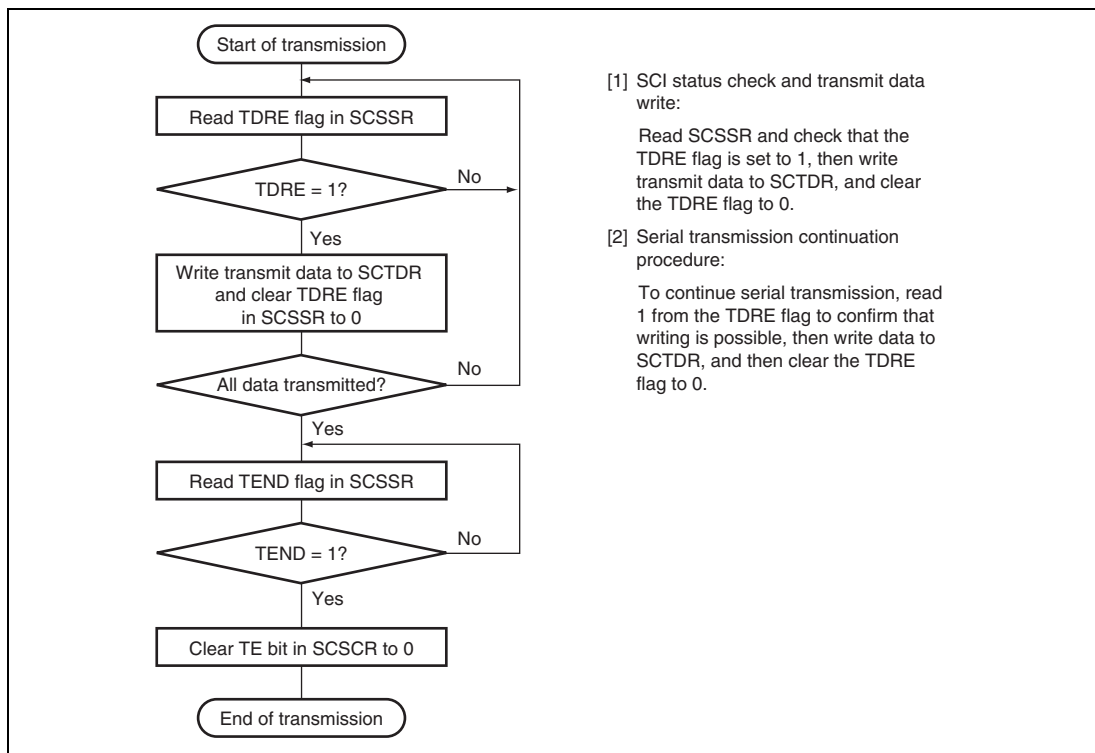 Start of transmission
Read TDRE flag in SCSSR
TDRE = 1?
No
Yes
Write transmit data to SCTDR
and clear TDRE flag
in SCSSR to 0
All data transmitted?
No
Yes
Read TEND flag in SCSSR
TEND = 1?
No
Yes
Clear TE bit in SCSCR to 0
End of transmission
[1] SCI status check and transmit data
write:
Read SCSSR and check that the
TDRE flag is set to 1, then write
transmit data to SCTDR, and clear
the TDRE flag to 0.
[2] Serial transmission continuation
procedure:
To continue serial transmission, read
1 from the TDRE flag to confirm that
writing is possible, then write data to
SCTDR, and then clear the TDRE
flag to 0.